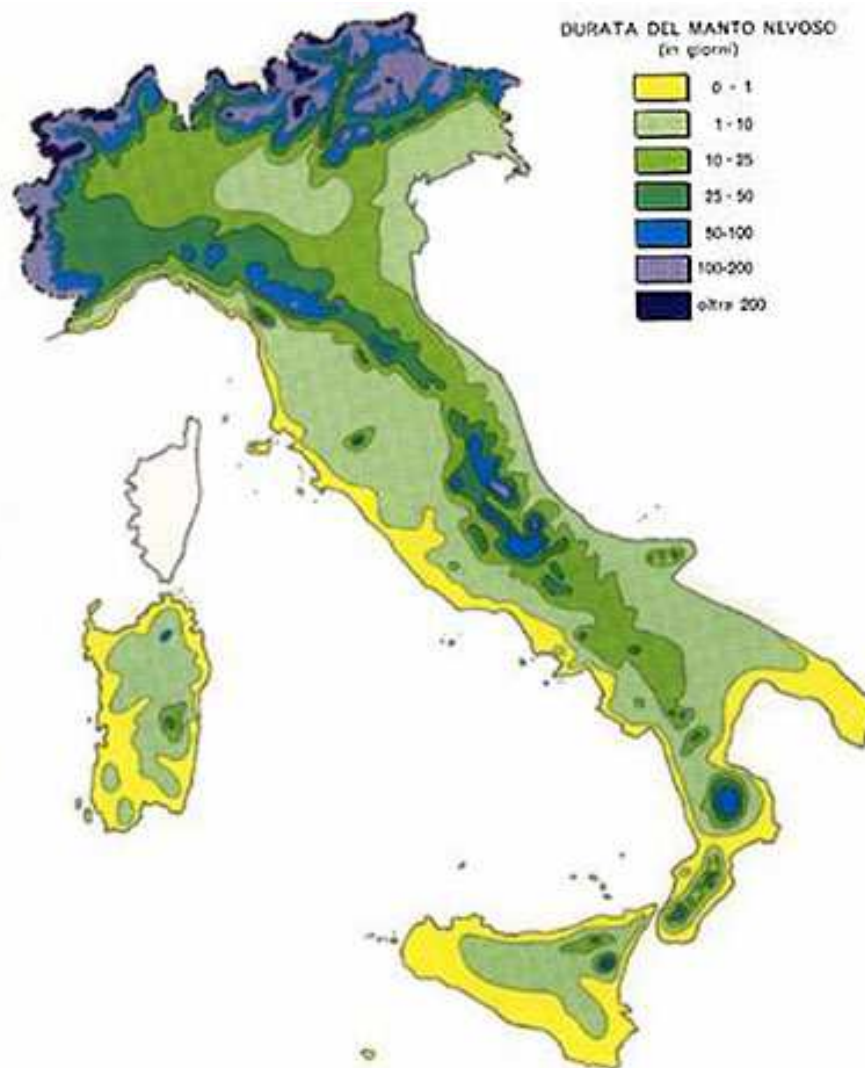 DURATA DEL MANTO NEVOSO
(in giorni)
0 - 1
1 - 10
10 - 25
25 - 50
50-100
100-200
oltre 200